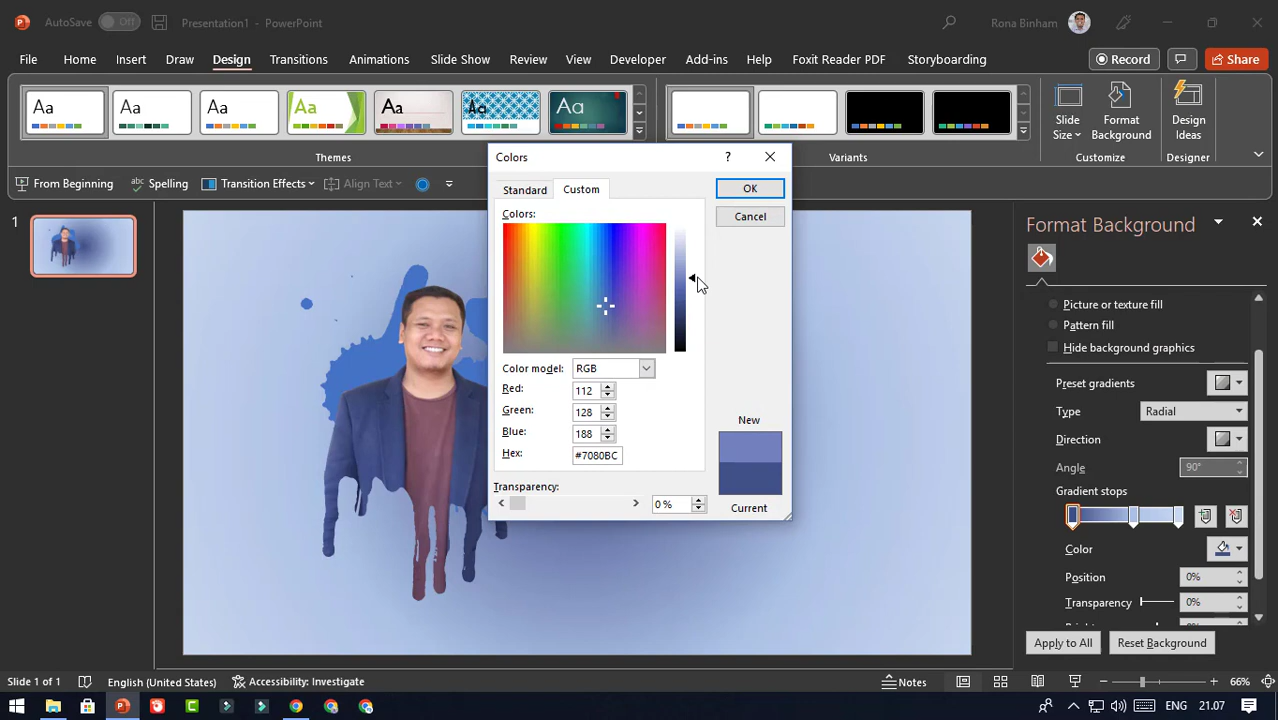 AutoSave Off Presentation1 - PowerPoint Rona Binham
File Home Insert Draw Design Transitions Animations Slide Show Review View Developer Add-ins Help Foxit Reader PDF Storyboarding Record Share
Aa Aa Aa Aa Aa Aa Aa
Slide Size Format Background Design Ideas
Themes Variants Customize Designer
From Beginning Spelling Transition Effects Align Text
Colors ?
Standard Custom OK
Colors: Cancel
Color model: RGB
Red: 112
Green: 128
Blue: 188
Hex: #7080BC
Transparency:
0 %
New
Current
1
Format Background
Picture or texture fill
Pattern fill
Hide background graphics
Preset gradients
Type Radial
Direction
Angle 90°
Gradient stops
Color
Position 0%
Transparency 0%
Apply to All Reset Background
Slide 1 of 1 English (United States) Accessibility: Investigate Notes 66%
ENG 21.07